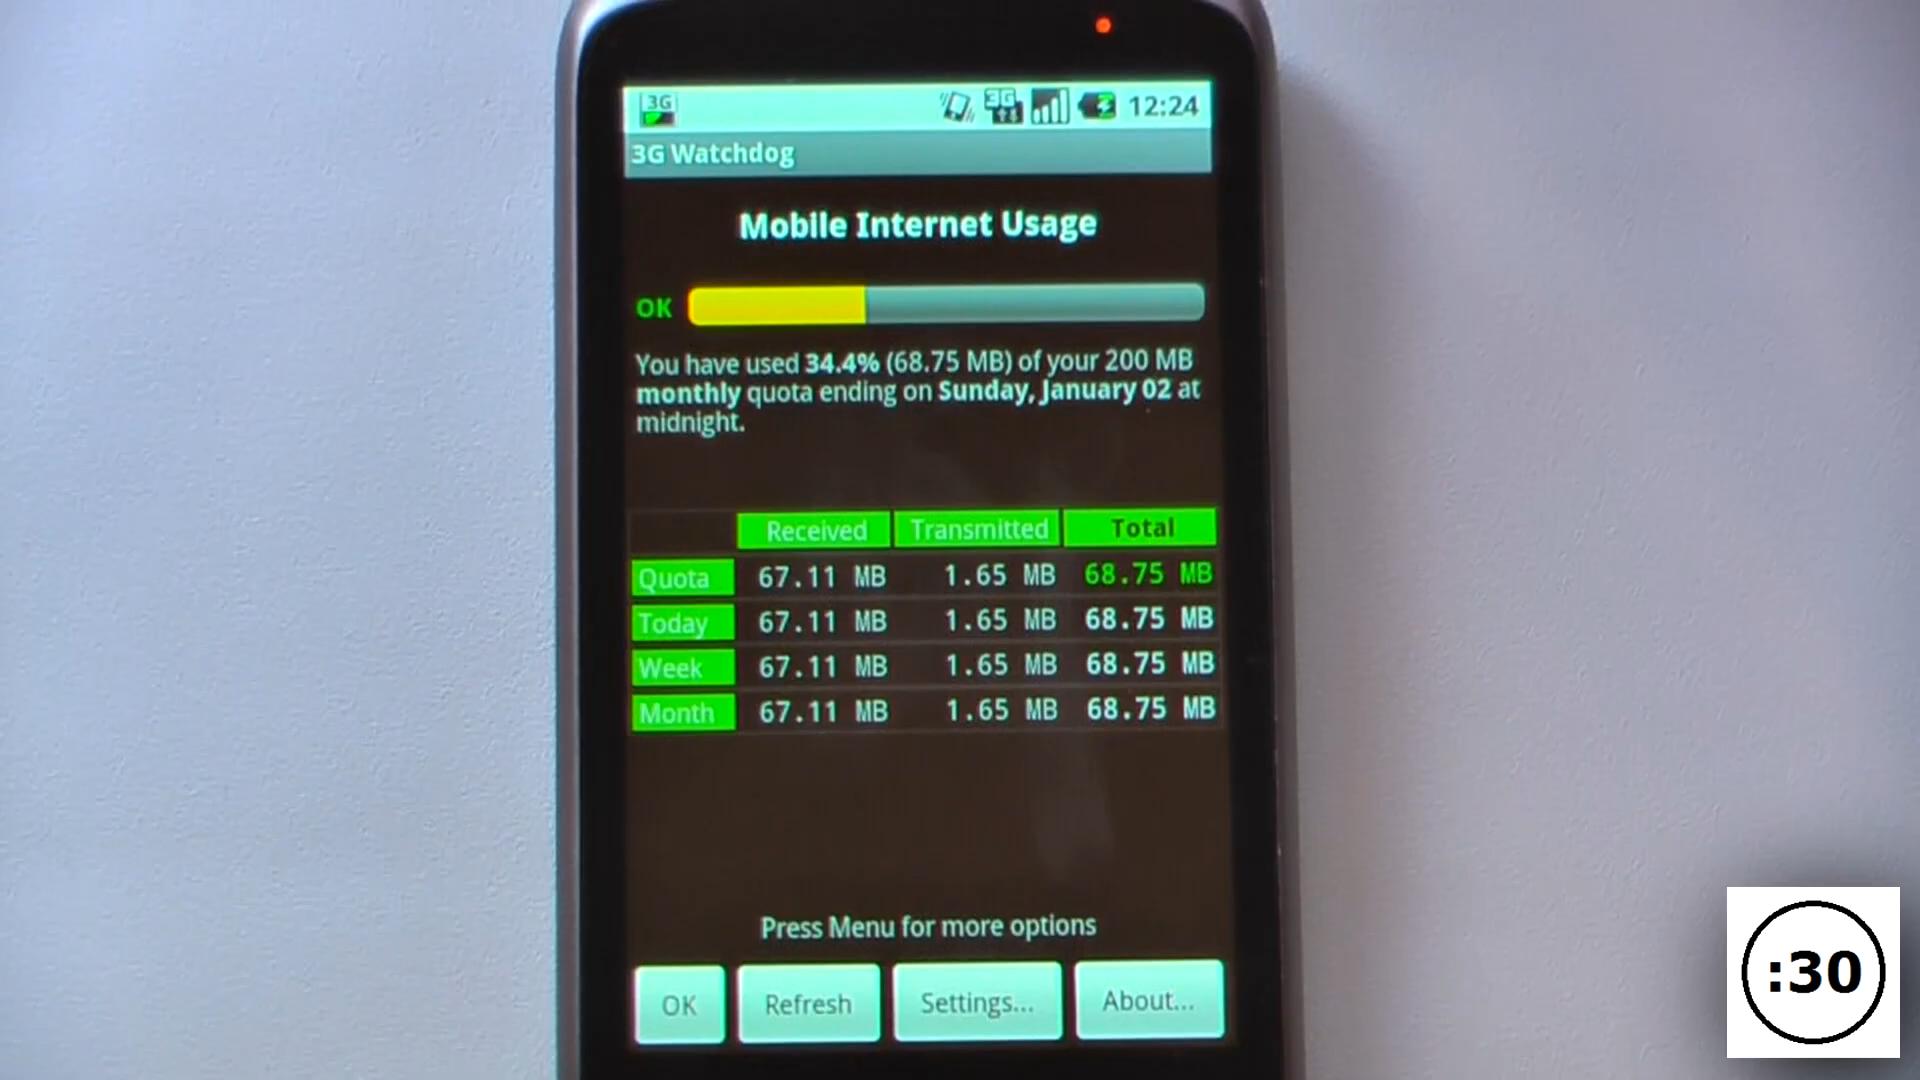 3G 3G 12:24
3G Watchdog
Mobile Internet Usage
OK
You have used 34.4% (68.75 MB) of your 200 MB
monthly quota ending on Sunday, January 02 at
midnight.
Received Transmitted Total
Quota 67.11 MB 1.65 MB 68.75 MB
Today 67.11 MB 1.65 MB 68.75 MB
Week 67.11 MB 1.65 MB 68.75 MB
Month 67.11 MB 1.65 MB 68.75 MB
Press Menu for more options
OK Refresh Settings... About...
:30